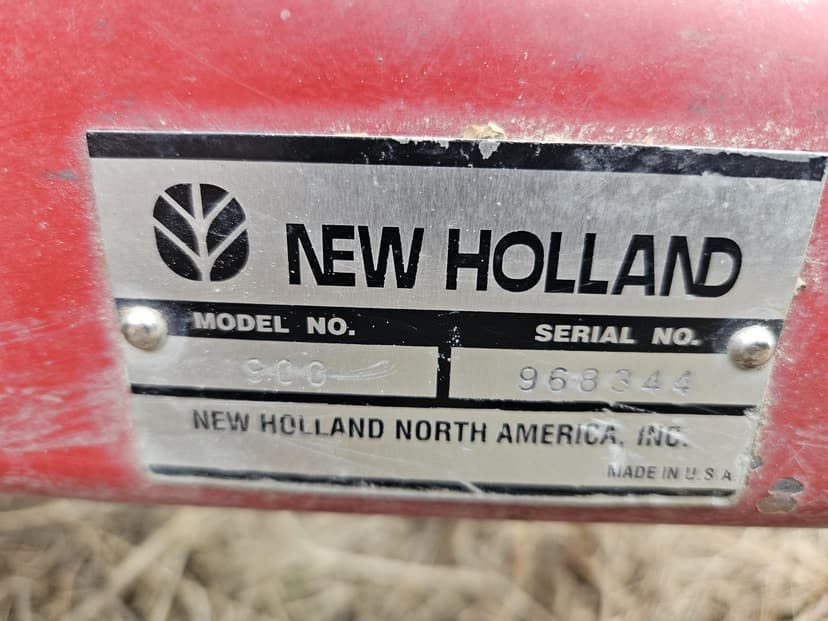 NEW HOLLAND
MODEL NO.
SERIAL NO.
900
968344
NEW HOLLAND NORTH AMERICA, INC.
MADE IN U.S.A.